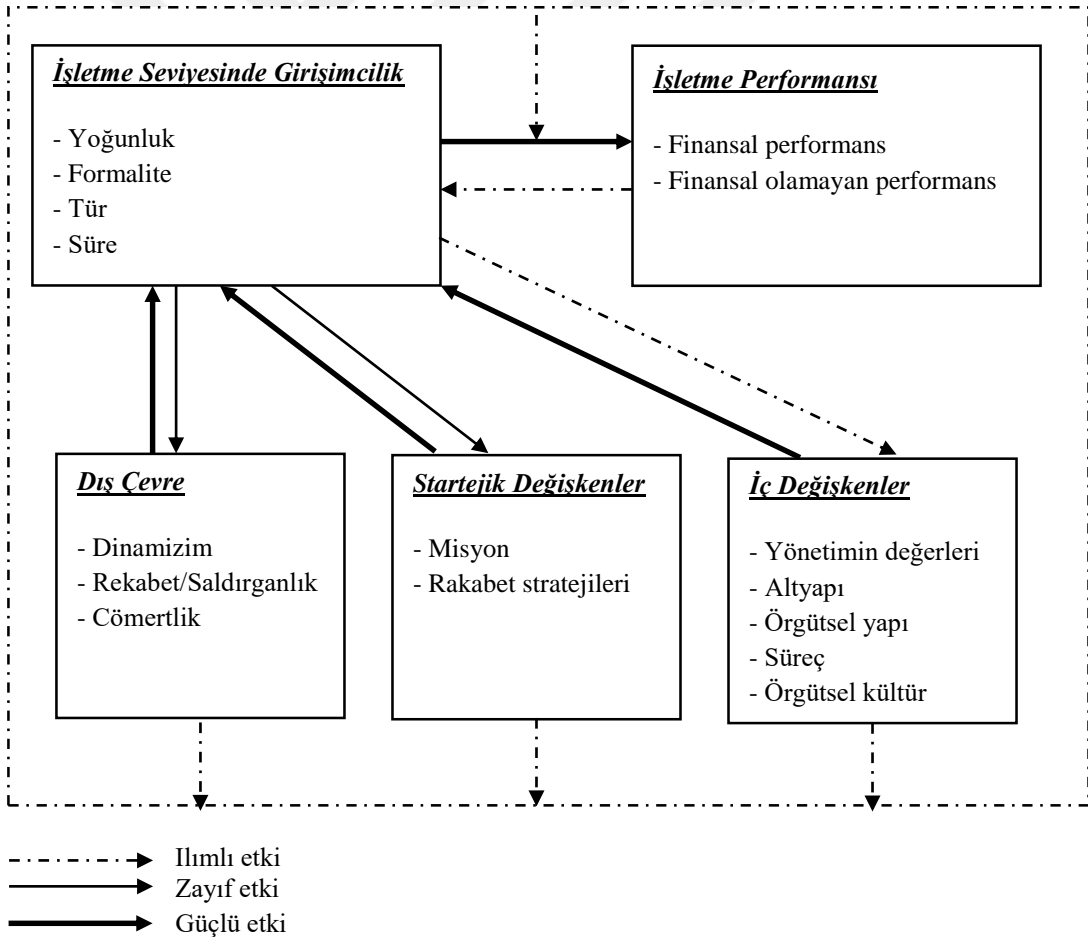 İşletme Seviyesinde Girişimcilik
- Yoğunluk
- Formalite
- Tür
- Süre
İşletme Performansı
- Finansal performans
- Finansal olamayan performans
Dış Çevre
- Dinamizim
- Rekabet/Saldırganlık
- Cömertlik
Startejik Değişkenler
- Misyon
- Rakabet stratejileri
İç Değişkenler
- Yönetimin değerleri
- Altyapı
- Örgütsel yapı
- Süreç
- Örgütsel kültür
Ilımlı etki
Zayıf etki
Güçlü etki